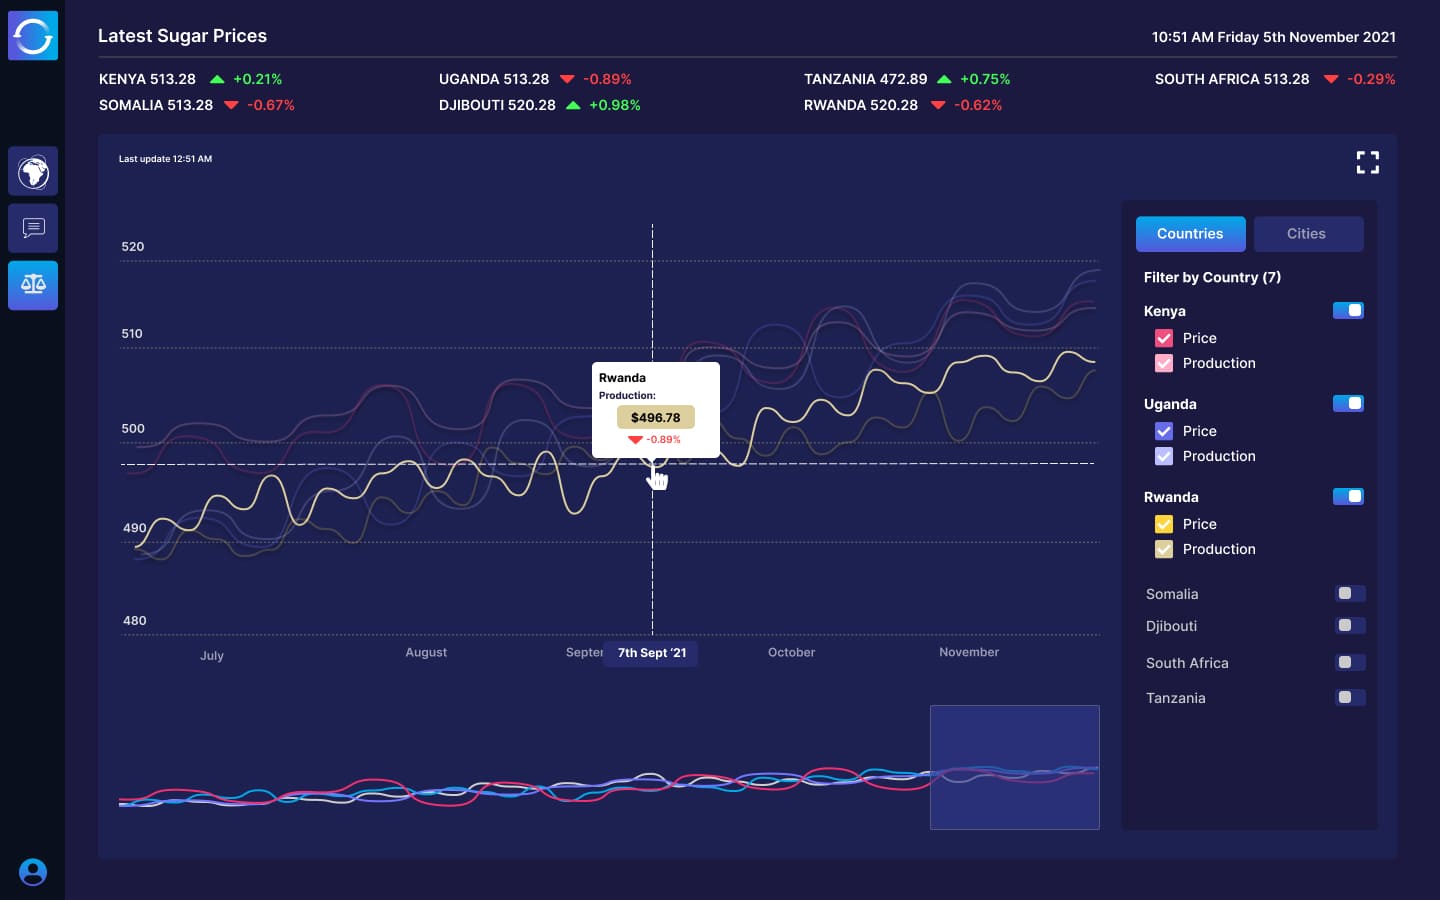 Latest Sugar Prices
10:51 AM Friday 5th November 2021
KENYA 513.28 +0.21%
UGANDA 513.28 -0.89%
TANZANIA 472.89 +0.75%
SOUTH AFRICA 513.28 -0.29%
SOMALIA 513.28 -0.67%
DJIBOUTI 520.28 +0.98%
RWANDA 520.28 -0.62%
Last update 12:51 AM
520
510
500
490
480
Rwanda
Production:
$496.78
-0.89%
July
August
Septem
7th Sept ‘21
October
November
Countries
Cities
Filter by Country (7)
Kenya
Price
Production
Uganda
Price
Production
Rwanda
Price
Production
Somalia
Djibouti
South Africa
Tanzania